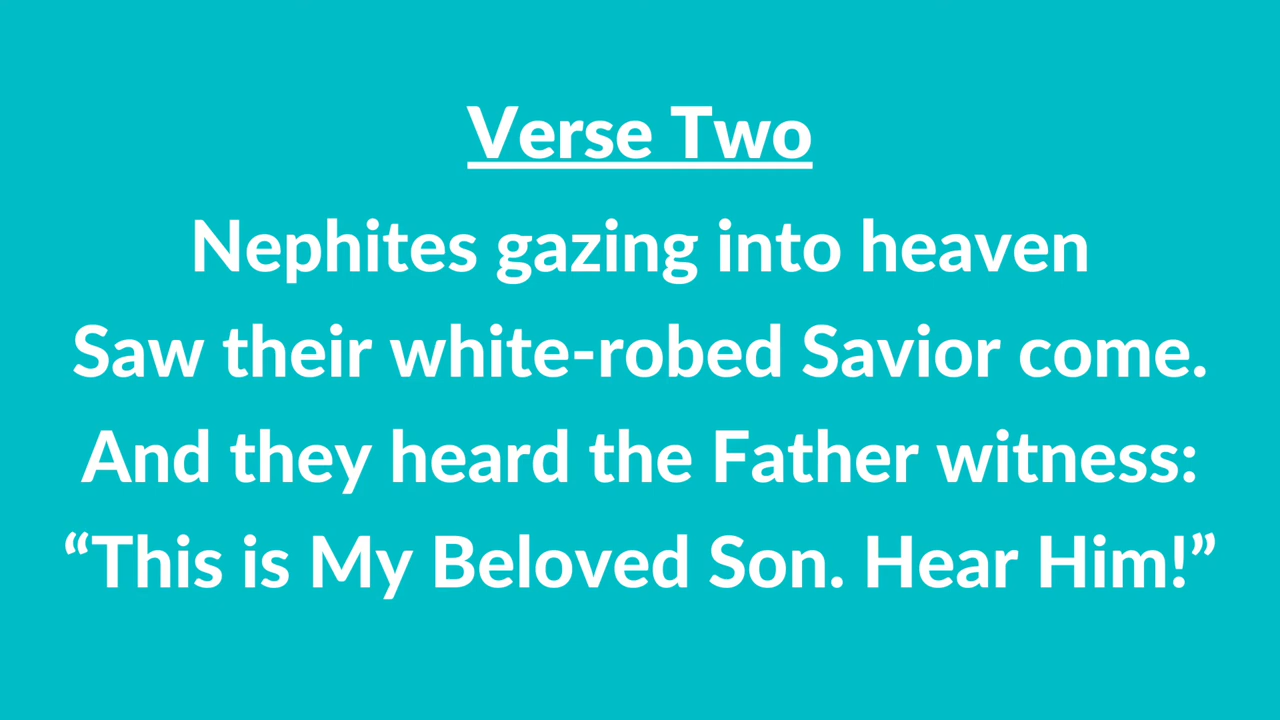 Verse Two
Nephites gazing into heaven
Saw their white-robed Savior come.
And they heard the Father witness:
“This is My Beloved Son. Hear Him!”